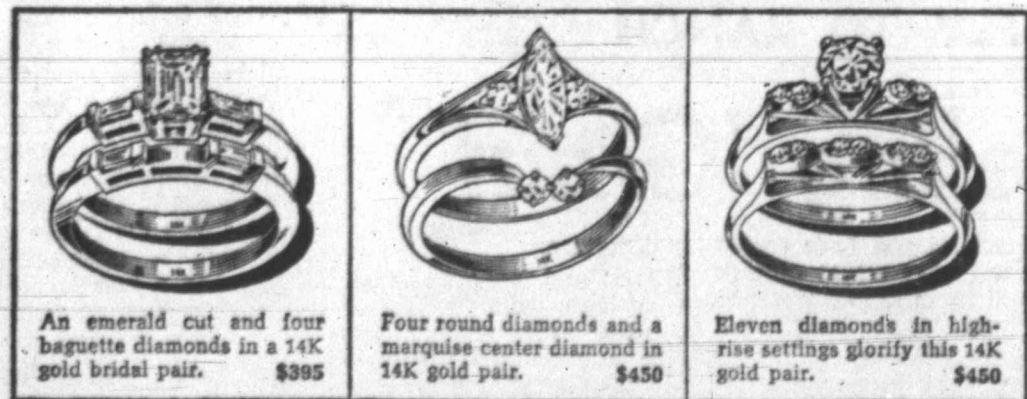 An emerald cut and four
baguette diamonds in a 14K
gold bridal pair. $395
Four round diamonds and a
marquise center diamond in
14K gold pair. $450
Eleven diamonds in high-
rise settings glorify this 14K
gold pair. $450